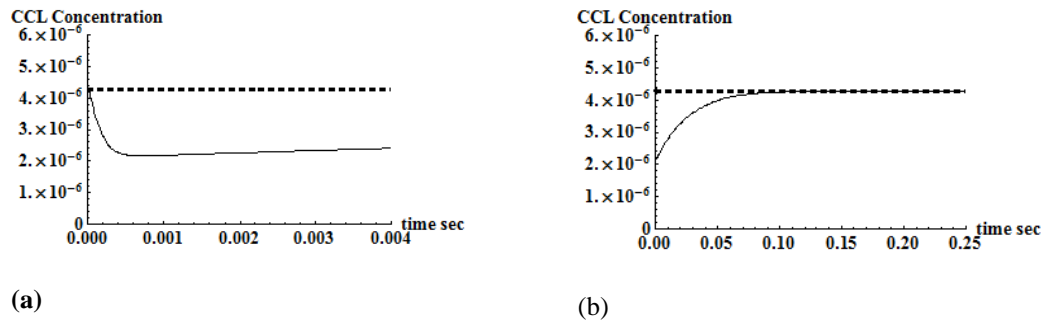 CCL Concentration
6.×10⁻⁶
5.×10⁻⁶
4.×10⁻⁶
3.×10⁻⁶
2.×10⁻⁶
1.×10⁻⁶
0
0.000 0.001 0.002 0.003 0.004
time sec
(a)
CCL Concentration
6.×10⁻⁶
5.×10⁻⁶
4.×10⁻⁶
3.×10⁻⁶
2.×10⁻⁶
1.×10⁻⁶
0
0.00 0.05 0.10 0.15 0.20 0.25
time sec
(b)